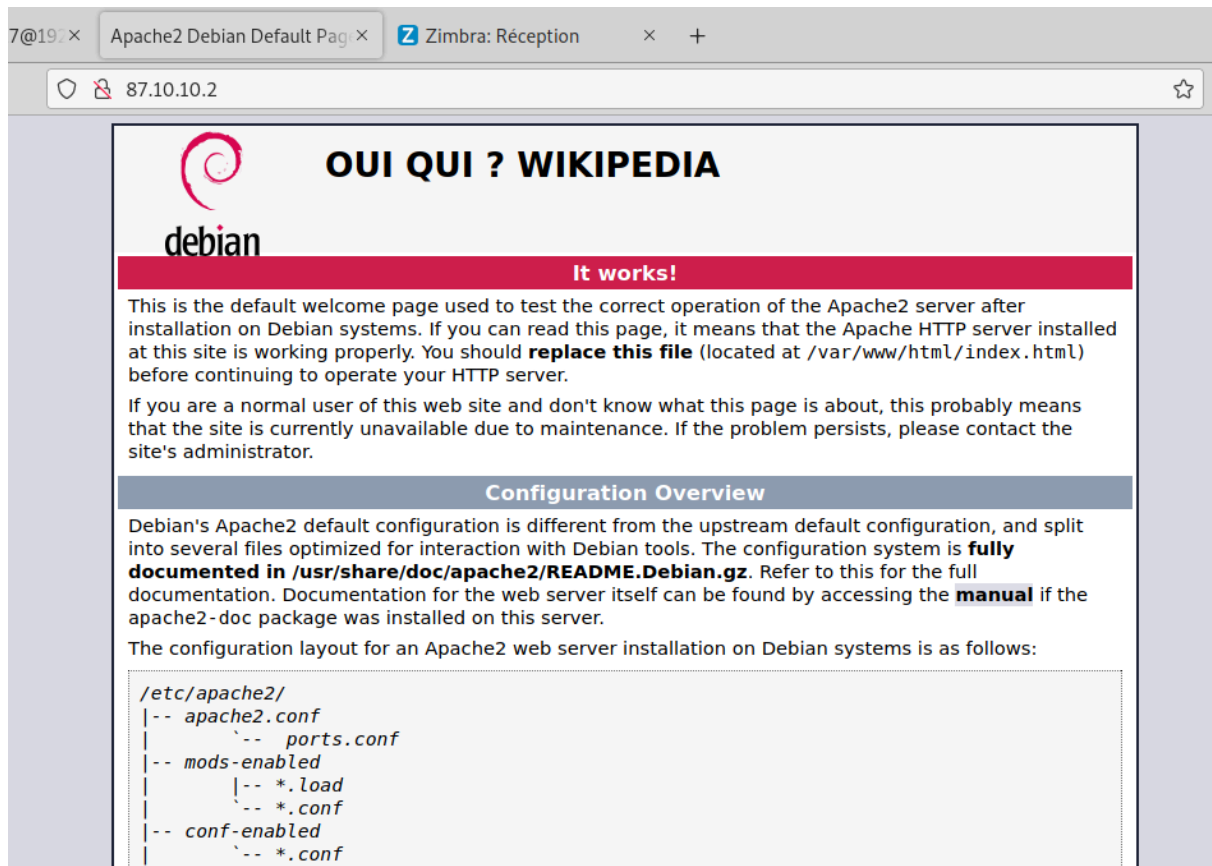 7@192
Apache2 Debian Default Pag
Z Zimbra: Réception
87.10.10.2
debian
OUI QUI ? WIKIPEDIA
It works!
This is the default welcome page used to test the correct operation of the Apache2 server after
installation on Debian systems. If you can read this page, it means that the Apache HTTP server installed
at this site is working properly. You should replace this file (located at /var/www/html/index.html)
before continuing to operate your HTTP server.
If you are a normal user of this web site and don't know what this page is about, this probably means
that the site is currently unavailable due to maintenance. If the problem persists, please contact the
site's administrator.
Configuration Overview
Debian's Apache2 default configuration is different from the upstream default configuration, and split
into several files optimized for interaction with Debian tools. The configuration system is fully
documented in /usr/share/doc/apache2/README.Debian.gz. Refer to this for the full
documentation. Documentation for the web server itself can be found by accessing the manual if the
apache2-doc package was installed on this server.
The configuration layout for an Apache2 web server installation on Debian systems is as follows:
/etc/apache2/
|-- apache2.conf
|       `--  ports.conf
|-- mods-enabled
|       |-- *.load
|       `-- *.conf
|-- conf-enabled
|       `-- *.conf